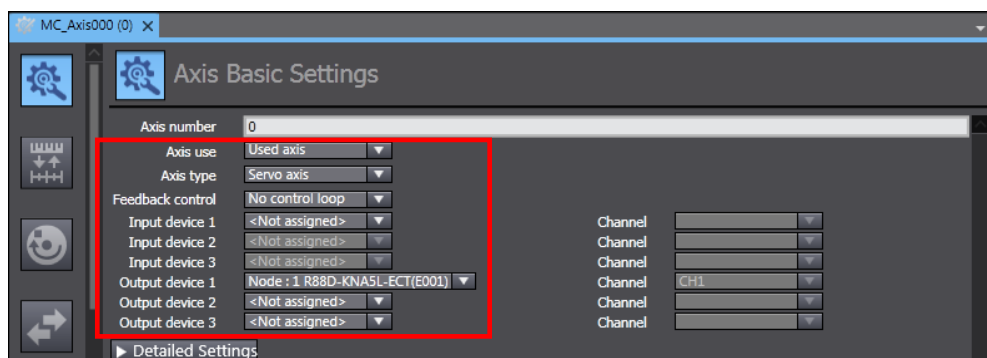 MC_Axis000 (0)
Axis Basic Settings
Axis number 0
Axis use Used axis
Axis type Servo axis
Feedback control No control loop
Input device 1 <Not assigned> Channel
Input device 2 <Not assigned> Channel
Input device 3 <Not assigned> Channel
Output device 1 Node : 1 R88D-KNA5L-ECT(E001) Channel CH1
Output device 2 <Not assigned> Channel
Output device 3 <Not assigned> Channel
Detailed Settings